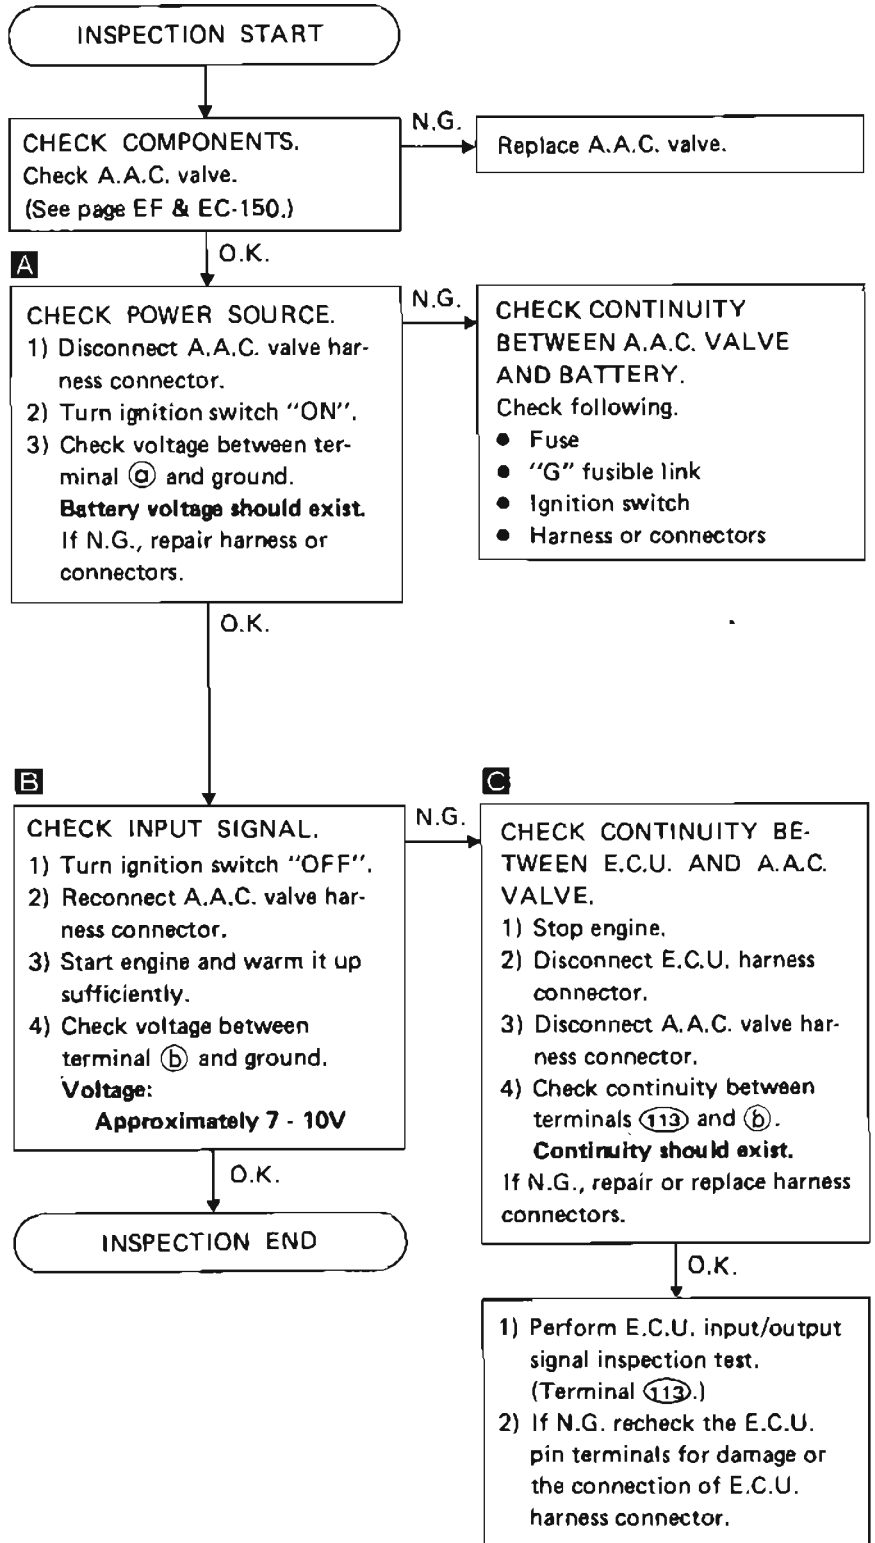 INSPECTION START
CHECK COMPONENTS.
Check A.A.C. valve.
(See page EF & EC-150.)
N.G.
Replace A.A.C. valve.
O.K.
A
CHECK POWER SOURCE.
1) Disconnect A.A.C. valve har-
ness connector.
2) Turn ignition switch "ON".
3) Check voltage between ter-
minal ⓐ and ground.
Battery voltage should exist.
If N.G., repair harness or
connectors.
N.G.
CHECK CONTINUITY
BETWEEN A.A.C. VALVE
AND BATTERY.
Check following.
● Fuse
● "G" fusible link
● Ignition switch
● Harness or connectors
O.K.
B
CHECK INPUT SIGNAL.
1) Turn ignition switch "OFF".
2) Reconnect A.A.C. valve har-
ness connector.
3) Start engine and warm it up
sufficiently.
4) Check voltage between
terminal ⓑ and ground.
Voltage:
Approximately 7 - 10V
N.G.
C
CHECK CONTINUITY BE-
TWEEN E.C.U. AND A.A.C.
VALVE.
1) Stop engine.
2) Disconnect E.C.U. harness
connector.
3) Disconnect A.A.C. valve har-
ness connector.
4) Check continuity between
terminals (113) and ⓑ.
Continuity should exist.
If N.G., repair or replace harness
connectors.
O.K.
INSPECTION END
O.K.
1) Perform E.C.U. input/output
signal inspection test.
(Terminal (113).)
2) If N.G. recheck the E.C.U.
pin terminals for damage or
the connection of E.C.U.
harness connector.